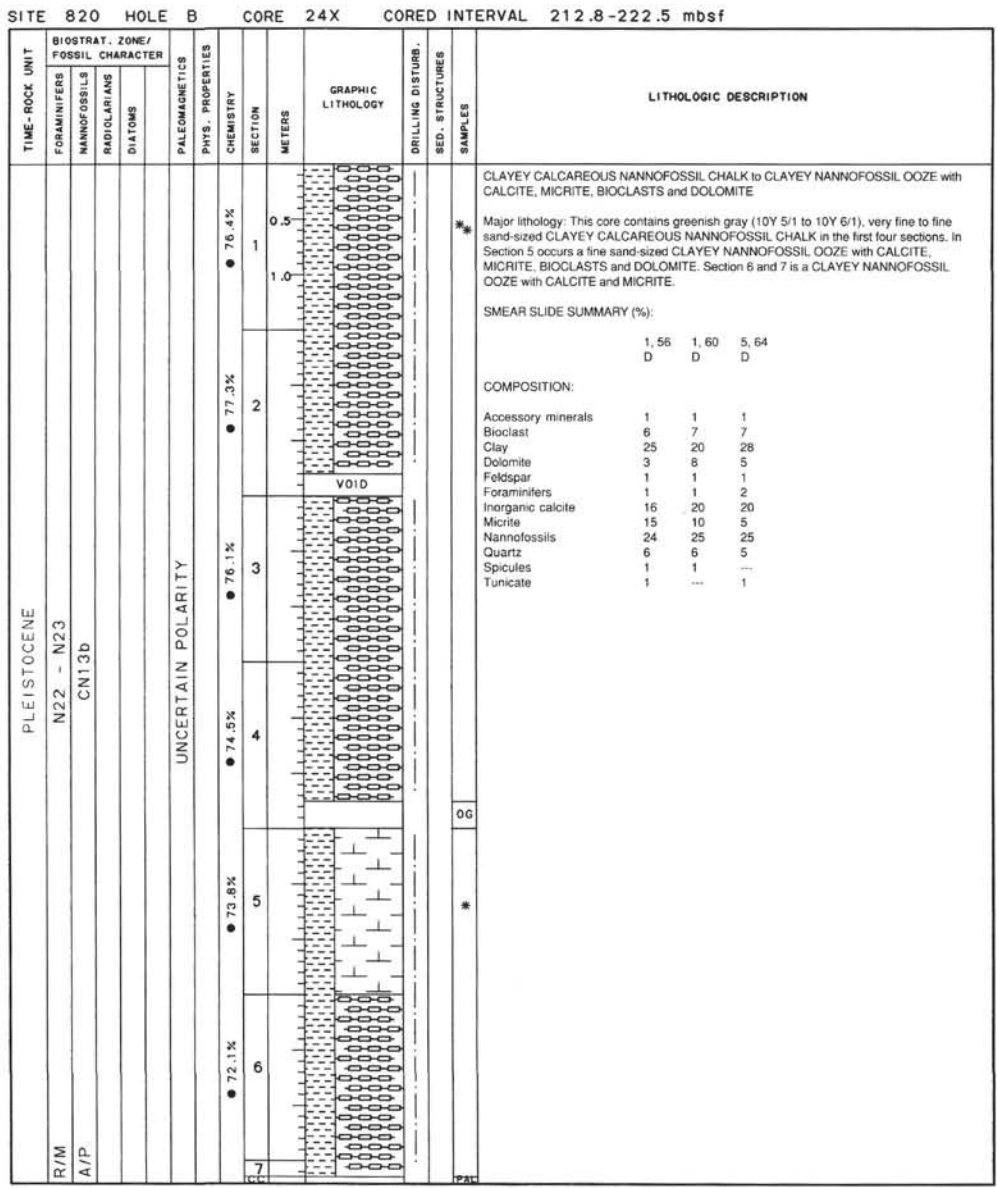 SITE 820 HOLE B CORE 24X CORED INTERVAL 212.8-222.5 mbsf
TIME-ROCK UNIT
BIOSTRAT. ZONE/
FOSSIL CHARACTER
FORAMINIFERS
NANNOFOSSILS
RADIOLARIANS
DIATOMS
PALEOMAGNETICS
PHYS. PROPERTIES
CHEMISTRY
SECTION
METERS
GRAPHIC
LITHOLOGY
DRILLING DISTURB.
SED. STRUCTURES
SAMPLES
LITHOLOGIC DESCRIPTION
PLEISTOCENE
N22 - N23
R/M
CN13b
A/P
UNCERTAIN POLARITY
● 76.4%
● 77.3%
● 76.1%
● 74.5%
● 73.8%
● 72.1%
1
2
3
4
5
6
7
CC
0.5
1.0
VOID
*
*
OG
*
PAL
CLAYEY CALCAREOUS NANNOFOSSIL CHALK to CLAYEY NANNOFOSSIL OOZE with
CALCITE, MICRITE, BIOCLASTS and DOLOMITE
Major lithology: This core contains greenish gray (10Y 5/1 to 10Y 6/1), very fine to fine
sand-sized CLAYEY CALCAREOUS NANNOFOSSIL CHALK in the first four sections. In
Section 5 occurs a fine sand-sized CLAYEY NANNOFOSSIL OOZE with CALCITE,
MICRITE, BIOCLASTS and DOLOMITE. Section 6 and 7 is a CLAYEY NANNOFOSSIL
OOZE with CALCITE and MICRITE.
SMEAR SLIDE SUMMARY (%):
1, 56 1, 60 5, 64
D D D
COMPOSITION:
Accessory minerals 1 1 1
Bioclast 6 7 7
Clay 25 20 28
Dolomite 3 8 5
Feldspar 1 1 1
Foraminifers 1 1 2
Inorganic calcite 16 20 20
Micrite 15 10 5
Nannofossils 24 25 25
Quartz 6 6 5
Spicules 1 1 ---
Tunicate 1 --- 1